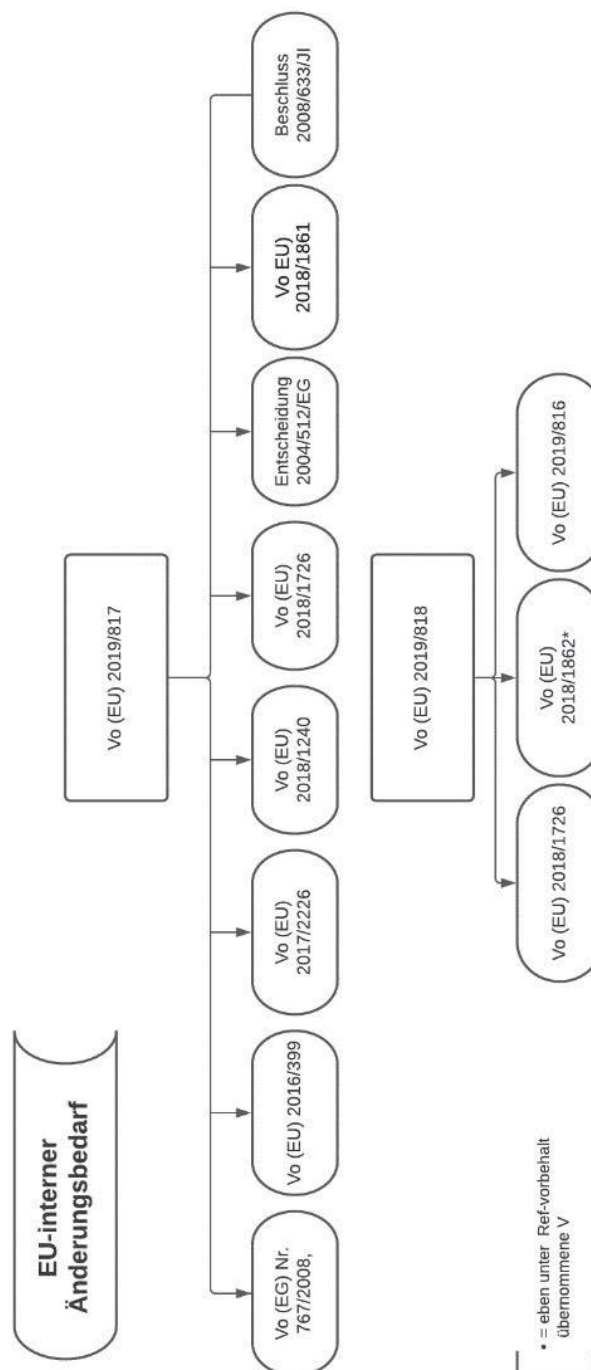 EU-interner
Änderungsbedarf
Vo (EU) 2019/817
Vo (EG) Nr.
767/2008,
Vo (EU) 2016/399
Vo (EU)
2017/2226
Vo (EU)
2018/1240
Vo (EU)
2018/1726
Entscheidung
2004/512/EG
Vo EU)
2018/1861
Beschluss
2008/633/JI
Vo (EU) 2019/818
Vo (EU) 2018/1726
Vo (EU)
2018/1862*
Vo (EU) 2019/816
• = eben unter Ref-vorbehalt
übernommene V